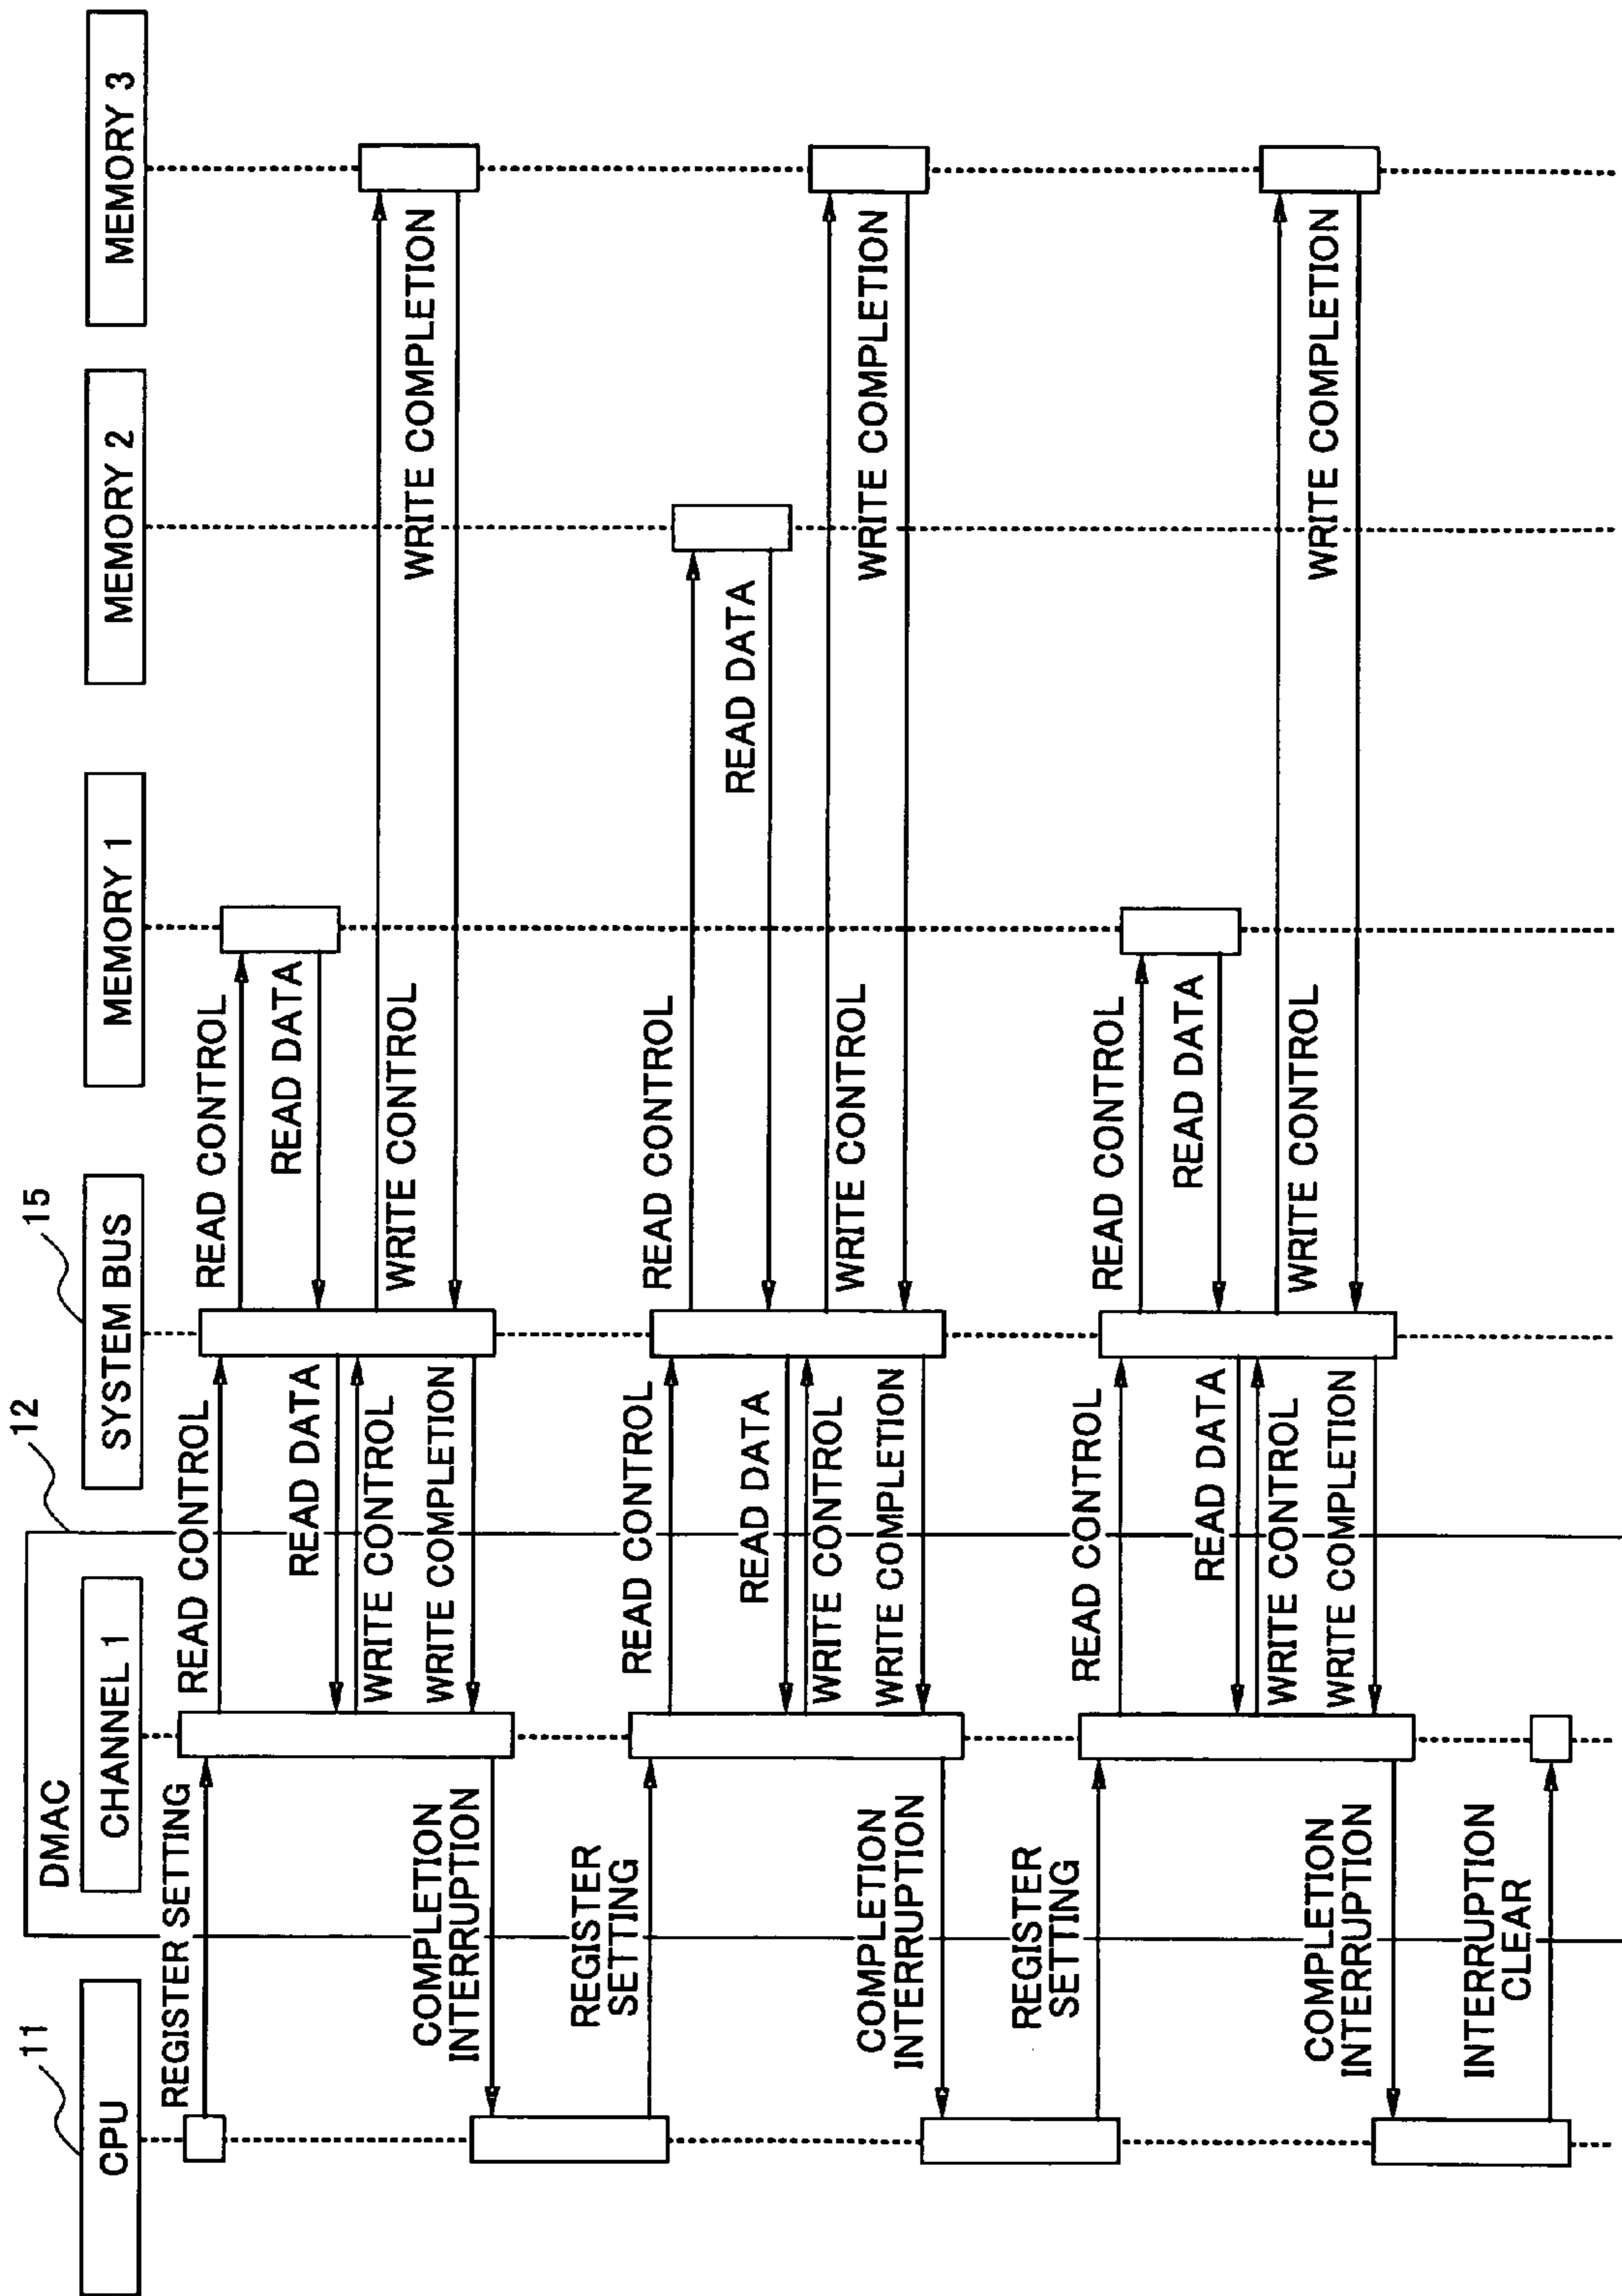 11
CPU
12
DMAC
CHANNEL 1
15
SYSTEM BUS
MEMORY 1
MEMORY 2
MEMORY 3
REGISTER SETTING
READ CONTROL
READ CONTROL
READ DATA
READ DATA
WRITE CONTROL
WRITE CONTROL
WRITE COMPLETION
WRITE COMPLETION
COMPLETION
INTERRUPTION
REGISTER
SETTING
READ CONTROL
READ CONTROL
READ DATA
READ DATA
WRITE CONTROL
WRITE CONTROL
WRITE COMPLETION
WRITE COMPLETION
COMPLETION
INTERRUPTION
REGISTER
SETTING
READ CONTROL
READ CONTROL
READ DATA
READ DATA
WRITE CONTROL
WRITE CONTROL
WRITE COMPLETION
WRITE COMPLETION
COMPLETION
INTERRUPTION
INTERRUPTION
CLEAR